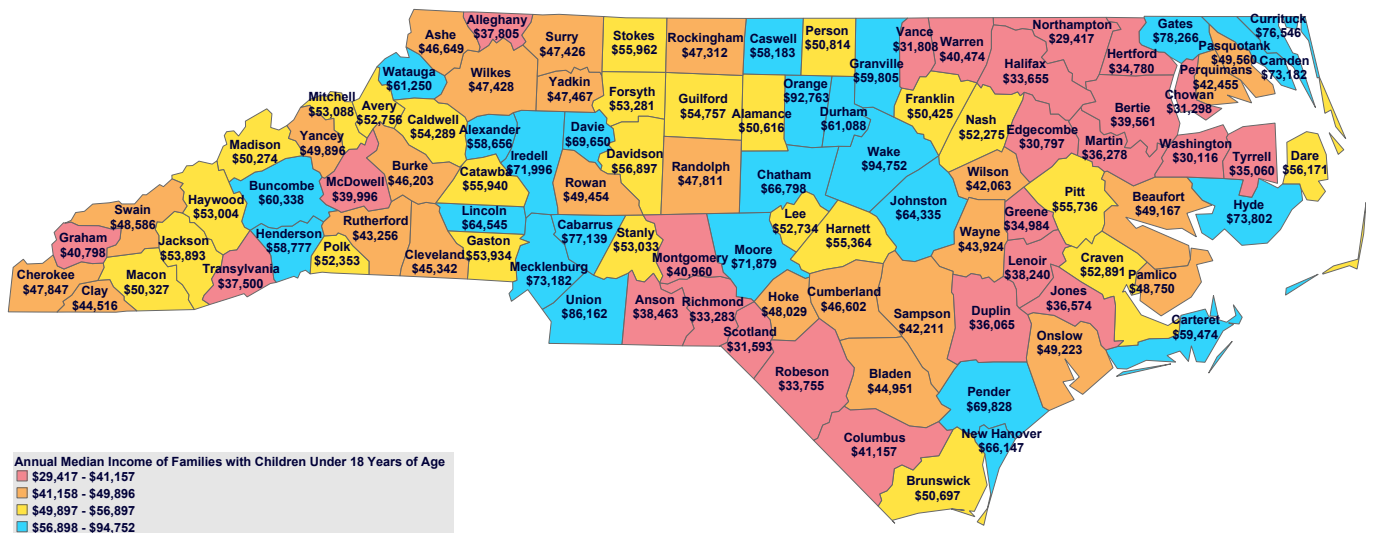 Alleghany
$37,805
Ashe
$46,649
Surry
$47,426
Stokes
$55,962
Rockingham
$47,312
Caswell
$58,183
Person
$50,814
Granville
$59,805
Vance
$31,808
Warren
$40,474
Northampton
$29,417
Hertford
$34,780
Gates
$78,266
Currituck
$76,546
Pasquotank
$49,560
Camden
$73,182
Perquimans
$42,455
Chowan
$31,298
Halifax
$33,655
Bertie
$39,561
Watauga
$61,250
Wilkes
$47,428
Yadkin
$47,467
Forsyth
$53,281
Guilford
$54,757
Alamance
$50,616
Orange
$92,763
Durham
$61,088
Franklin
$50,425
Nash
$52,275
Edgecombe
$30,797
Martin
$36,278
Washington
$30,116
Tyrrell
$35,060
Dare
$56,171
Mitchell
$53,088
Avery
$52,756
Caldwell
$54,289
Alexander
$58,656
Iredell
$71,996
Davie
$69,650
Davidson
$56,897
Randolph
$47,811
Chatham
$66,798
Wake
$94,752
Wilson
$42,063
Pitt
$55,736
Beaufort
$49,167
Hyde
$73,802
Madison
$50,274
Yancey
$49,896
Burke
$46,203
Catawba
$55,940
Rowan
$49,454
Buncombe
$60,338
McDowell
$39,996
Haywood
$53,004
Swain
$48,586
Graham
$40,798
Cherokee
$47,847
Clay
$44,516
Macon
$50,327
Jackson
$53,893
Transylvania
$37,500
Henderson
$58,777
Polk
$52,353
Rutherford
$43,256
Cleveland
$45,342
Lincoln
$64,545
Gaston
$53,934
Mecklenburg
$73,182
Cabarrus
$77,139
Stanly
$53,033
Union
$86,162
Anson
$38,463
Montgomery
$40,960
Richmond
$33,283
Moore
$71,879
Lee
$52,734
Harnett
$55,364
Johnston
$64,335
Wayne
$43,924
Greene
$34,984
Lenoir
$38,240
Craven
$52,891
Pamlico
$48,750
Jones
$36,574
Carteret
$59,474
Onslow
$49,223
Duplin
$36,065
Sampson
$42,211
Cumberland
$46,602
Hoke
$48,029
Scotland
$31,593
Robeson
$33,755
Bladen
$44,951
Pender
$69,828
New Hanover
$66,147
Columbus
$41,157
Brunswick
$50,697
Annual Median Income of Families with Children Under 18 Years of Age
$29,417 - $41,157
$41,158 - $49,896
$49,897 - $56,897
$56,898 - $94,752